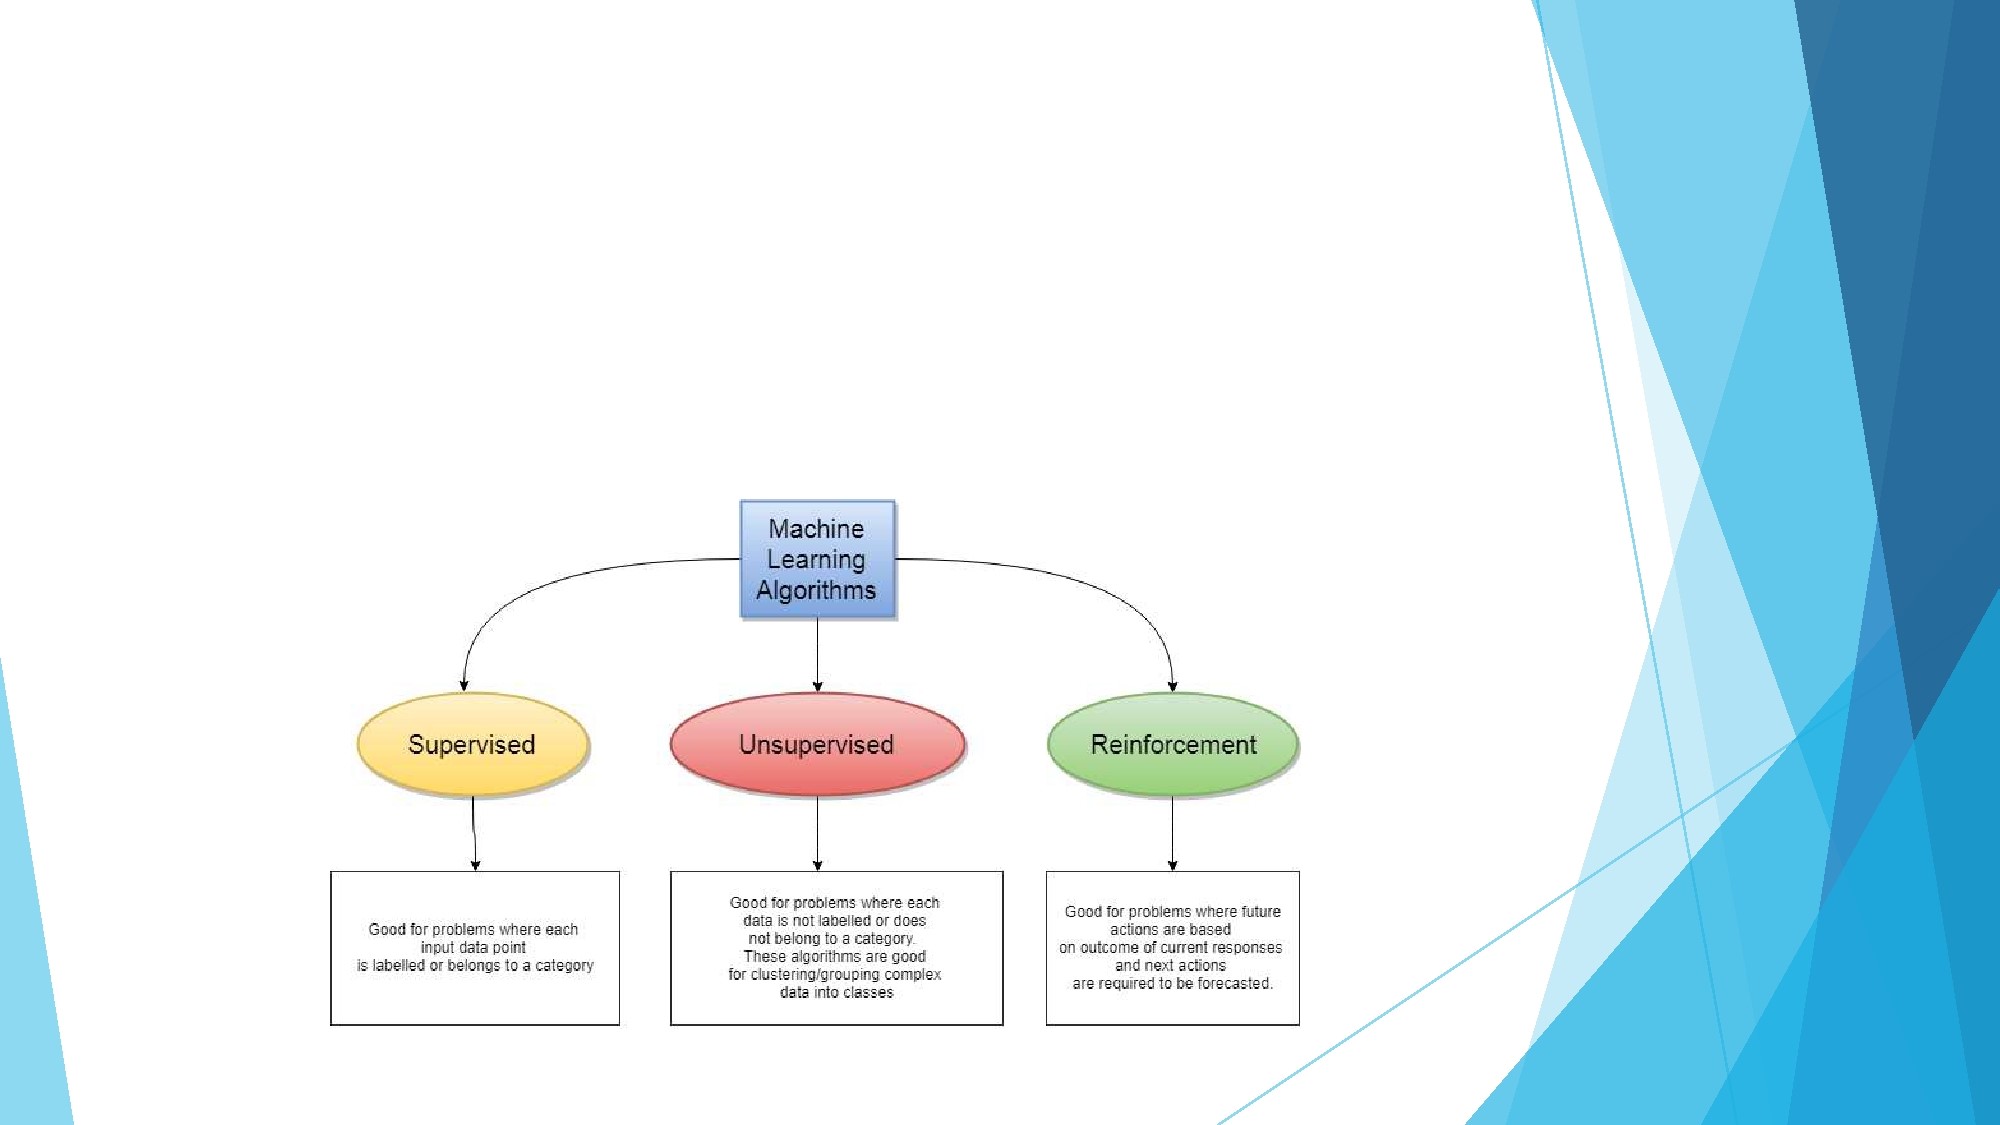 Machine
Learning
Algorithms
Supervised
Unsupervised
Reinforcement
Good for problems where each
input data point
is labelled or belongs to a category
Good for problems where each
data is not labelled or does
not belong to a category.
These algorithms are good
for clustering/grouping complex
data into classes
Good for problems where future
actions are based
on outcome of current responses
and next actions
are required to be forecasted.